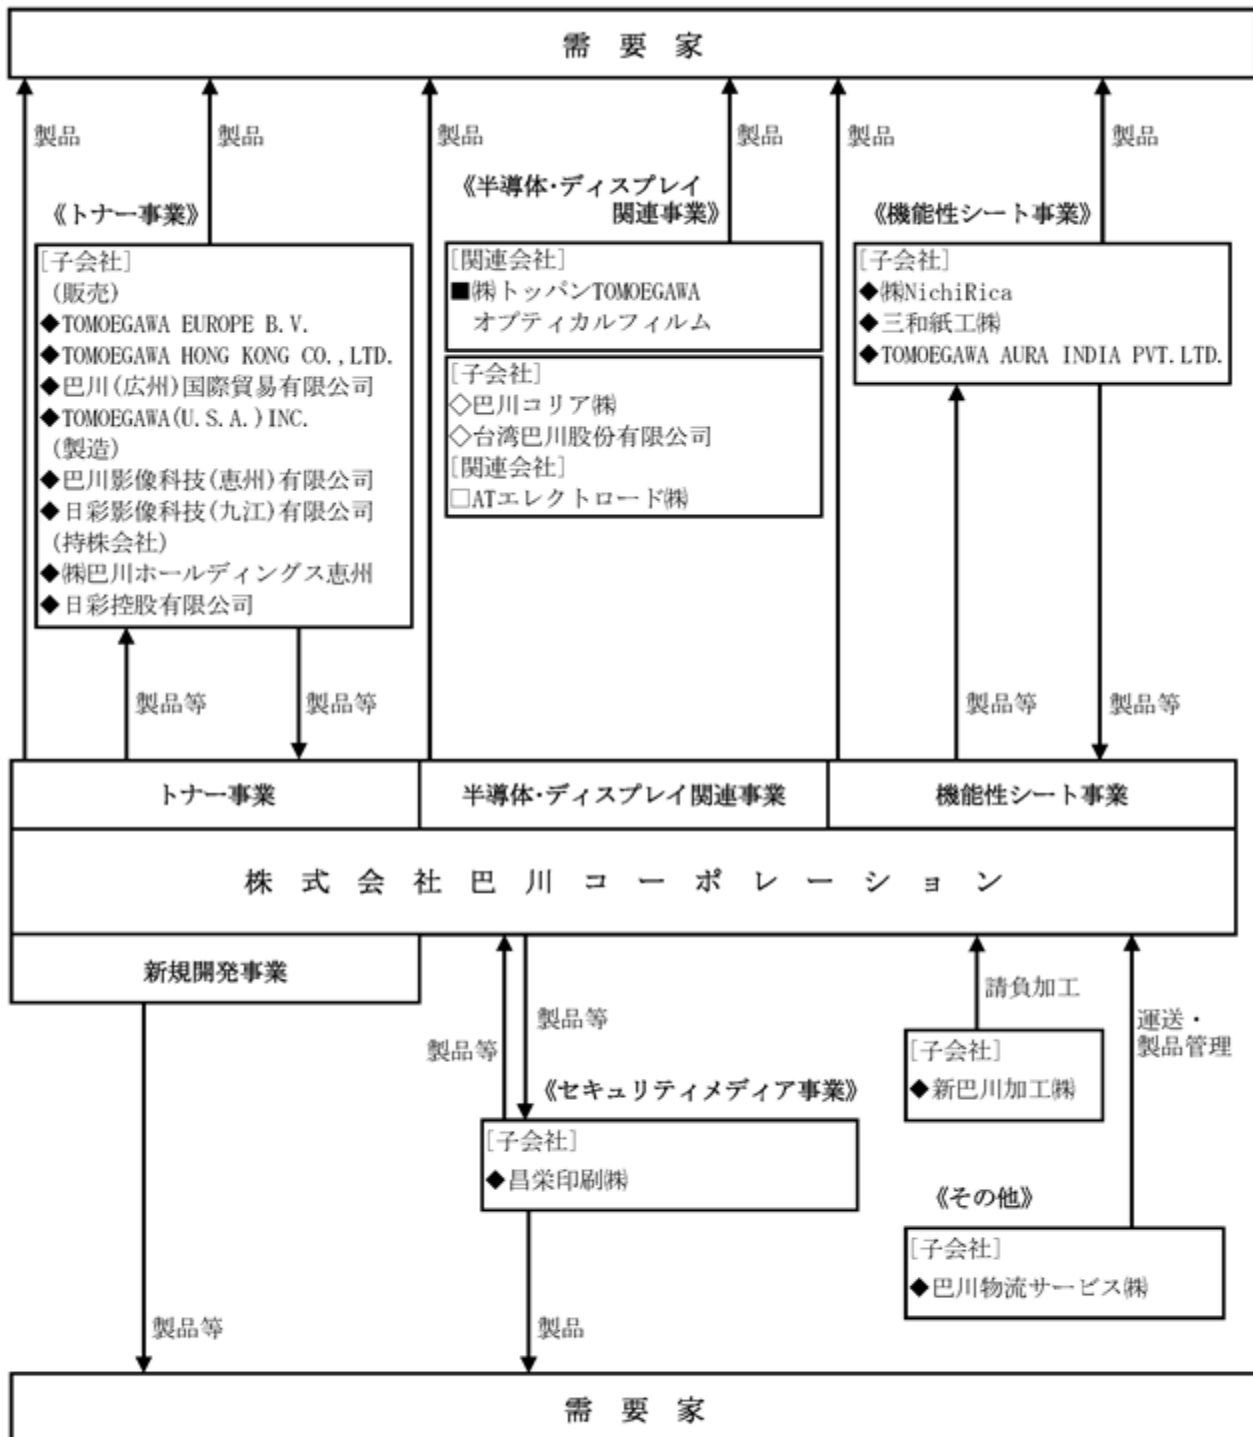 需要家
製品
製品
製品
製品
製品
製品
《トナー事業》
[子会社]
(販売)
◆TOMOEGAWA EUROPE B.V.
◆TOMOEGAWA HONG KONG CO.,LTD.
◆巴川(広州)国際貿易有限公司
◆TOMOEGAWA(U.S.A.)INC.
(製造)
◆巴川影像科技(恵州)有限公司
◆日彩影像科技(九江)有限公司
(持株会社)
◆㈱巴川ホールディングス恵州
◆日彩控股有限公司
《半導体・ディスプレイ
関連事業》
[関連会社]
■㈱トッパンTOMOEGAWA
オプティカルフィルム
[子会社]
◇巴川コリア㈱
◇台湾巴川股份有限公司
[関連会社]
□ATエレクトロード㈱
《機能性シート事業》
[子会社]
◆㈱NichiRica
◆三和紙工㈱
◆TOMOEGAWA AURA INDIA PVT.LTD.
製品等
製品等
製品等
製品等
トナー事業
半導体・ディスプレイ関連事業
機能性シート事業
株式会社巴川コーポレーション
新規開発事業
製品等
製品等
請負加工
運送・
製品管理
《セキュリティメディア事業》
[子会社]
◆昌栄印刷㈱
[子会社]
◆新巴川加工㈱
《その他》
[子会社]
◆巴川物流サービス㈱
製品等
製品
需要家